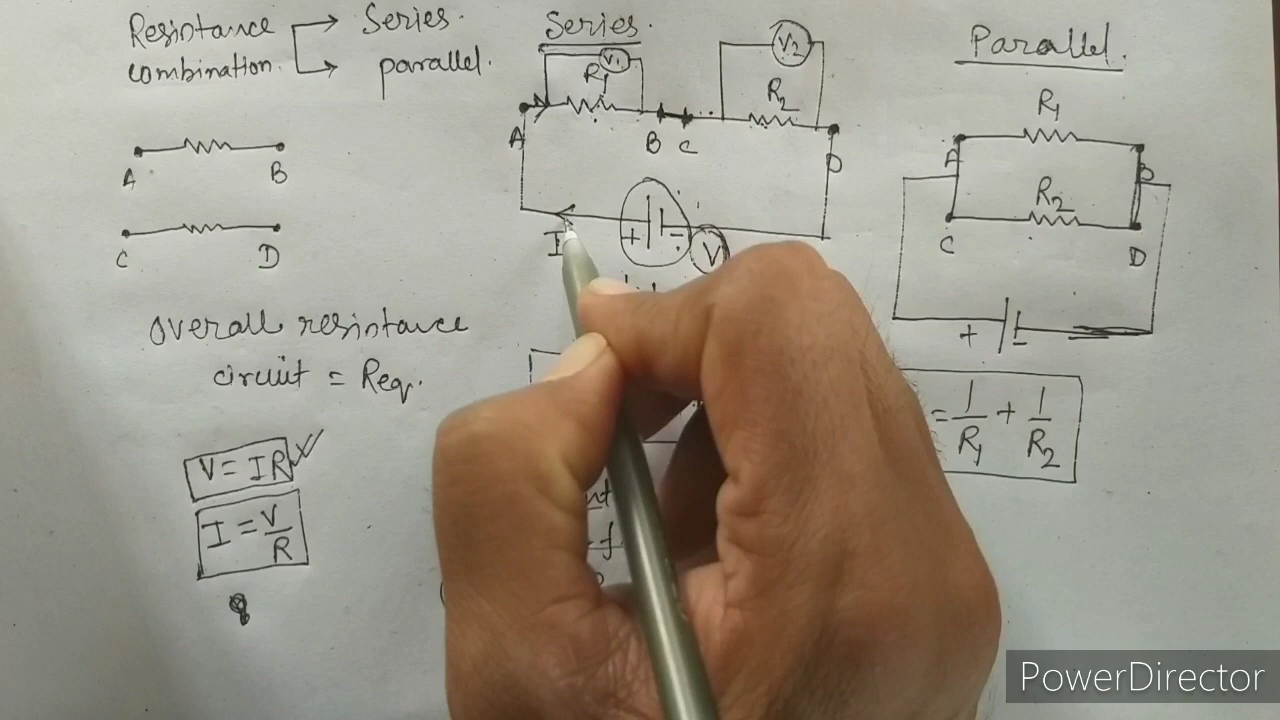 Resistance combination. → Series.
→ parallel.
A B
C D
Overall resistance
circuit = Req.
V = IR
I = V/R
Series.
V1
R1
V2
R2
A B C D
I + - V
Parallel.
R1
A B
R2
C D
+ -
= 1/R1 + 1/R2
PowerDirector